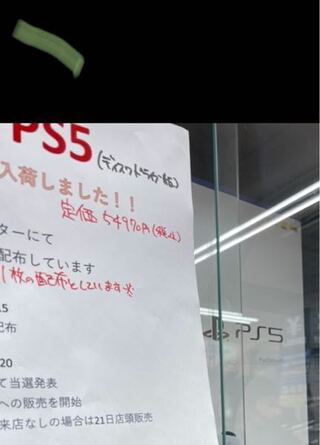 PS5 (ディスクドライブ版)
入荷しました！！
定価 54970円(税込)
ターにて
配布しています
1枚の配布としています※
.5
配布
20
て当選発表
への販売を開始
来店なしの場合は21日店頭販売
PS5